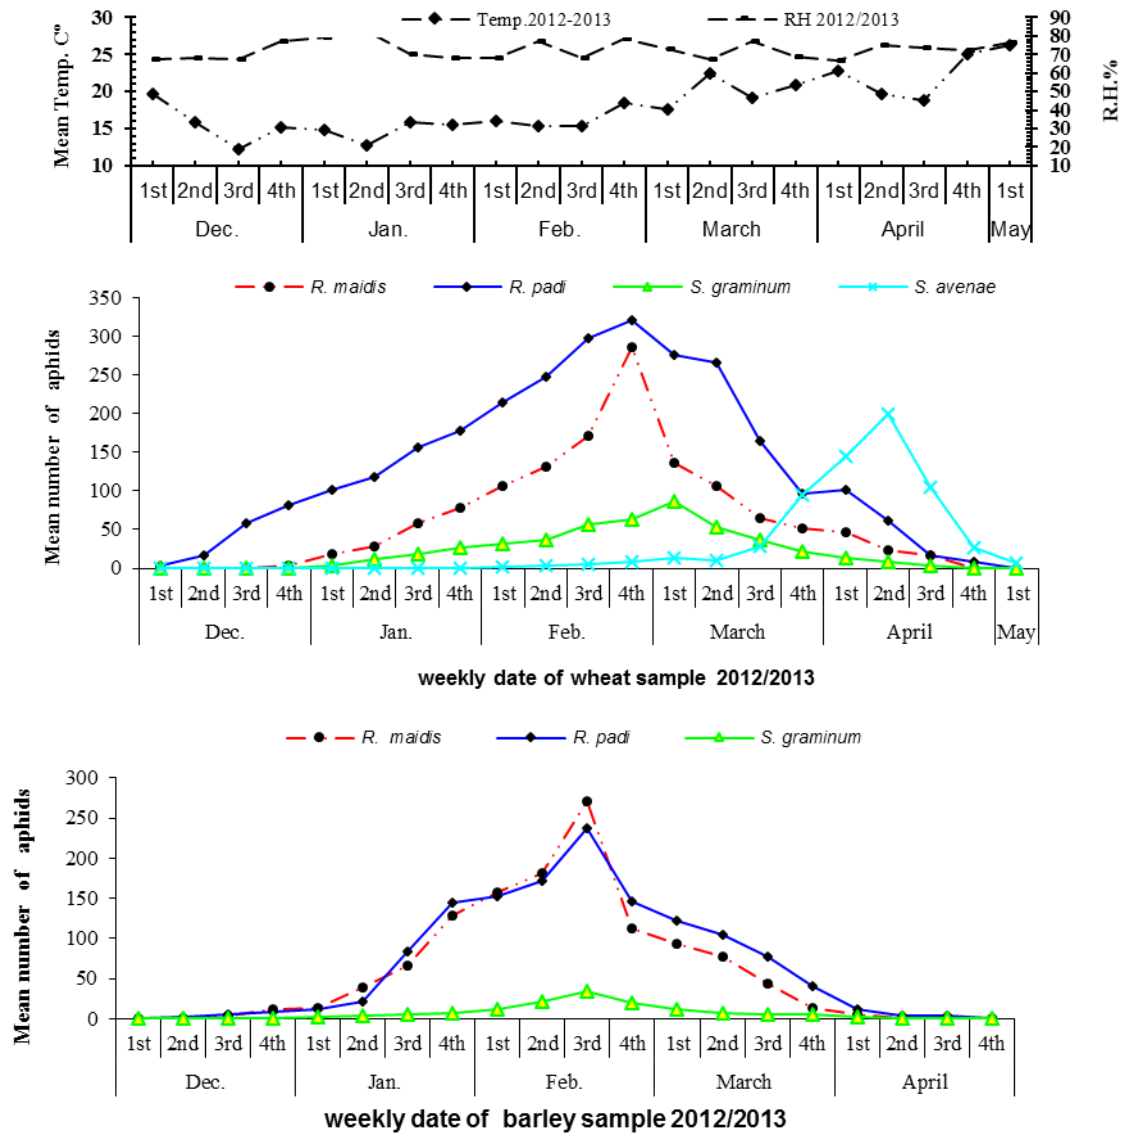 Temp.2012-2013 RH 2012/2013
Mean Temp. C°
30
25
20
15
10
90
80
70
60
50
40
30
20
10
R.H.%
1st 2nd 3rd 4th 1st 2nd 3rd 4th 1st 2nd 3rd 4th 1st 2nd 3rd 4th 1st 2nd 3rd 4th 1st
Dec. Jan. Feb. March April May
R. maidis R. padi S. graminum S. avenae
Mean number of aphids
350
300
250
200
150
100
50
0
1st 2nd 3rd 4th 1st 2nd 3rd 4th 1st 2nd 3rd 4th 1st 2nd 3rd 4th 1st 2nd 3rd 4th 1st
Dec. Jan. Feb. March April May
weekly date of wheat sample 2012/2013
R. maidis R. padi S. graminum
Mean number of aphids
300
250
200
150
100
50
0
1st 2nd 3rd 4th 1st 2nd 3rd 4th 1st 2nd 3rd 4th 1st 2nd 3rd 4th 1st 2nd 3rd 4th
Dec. Jan. Feb. March April
weekly date of barley sample 2012/2013